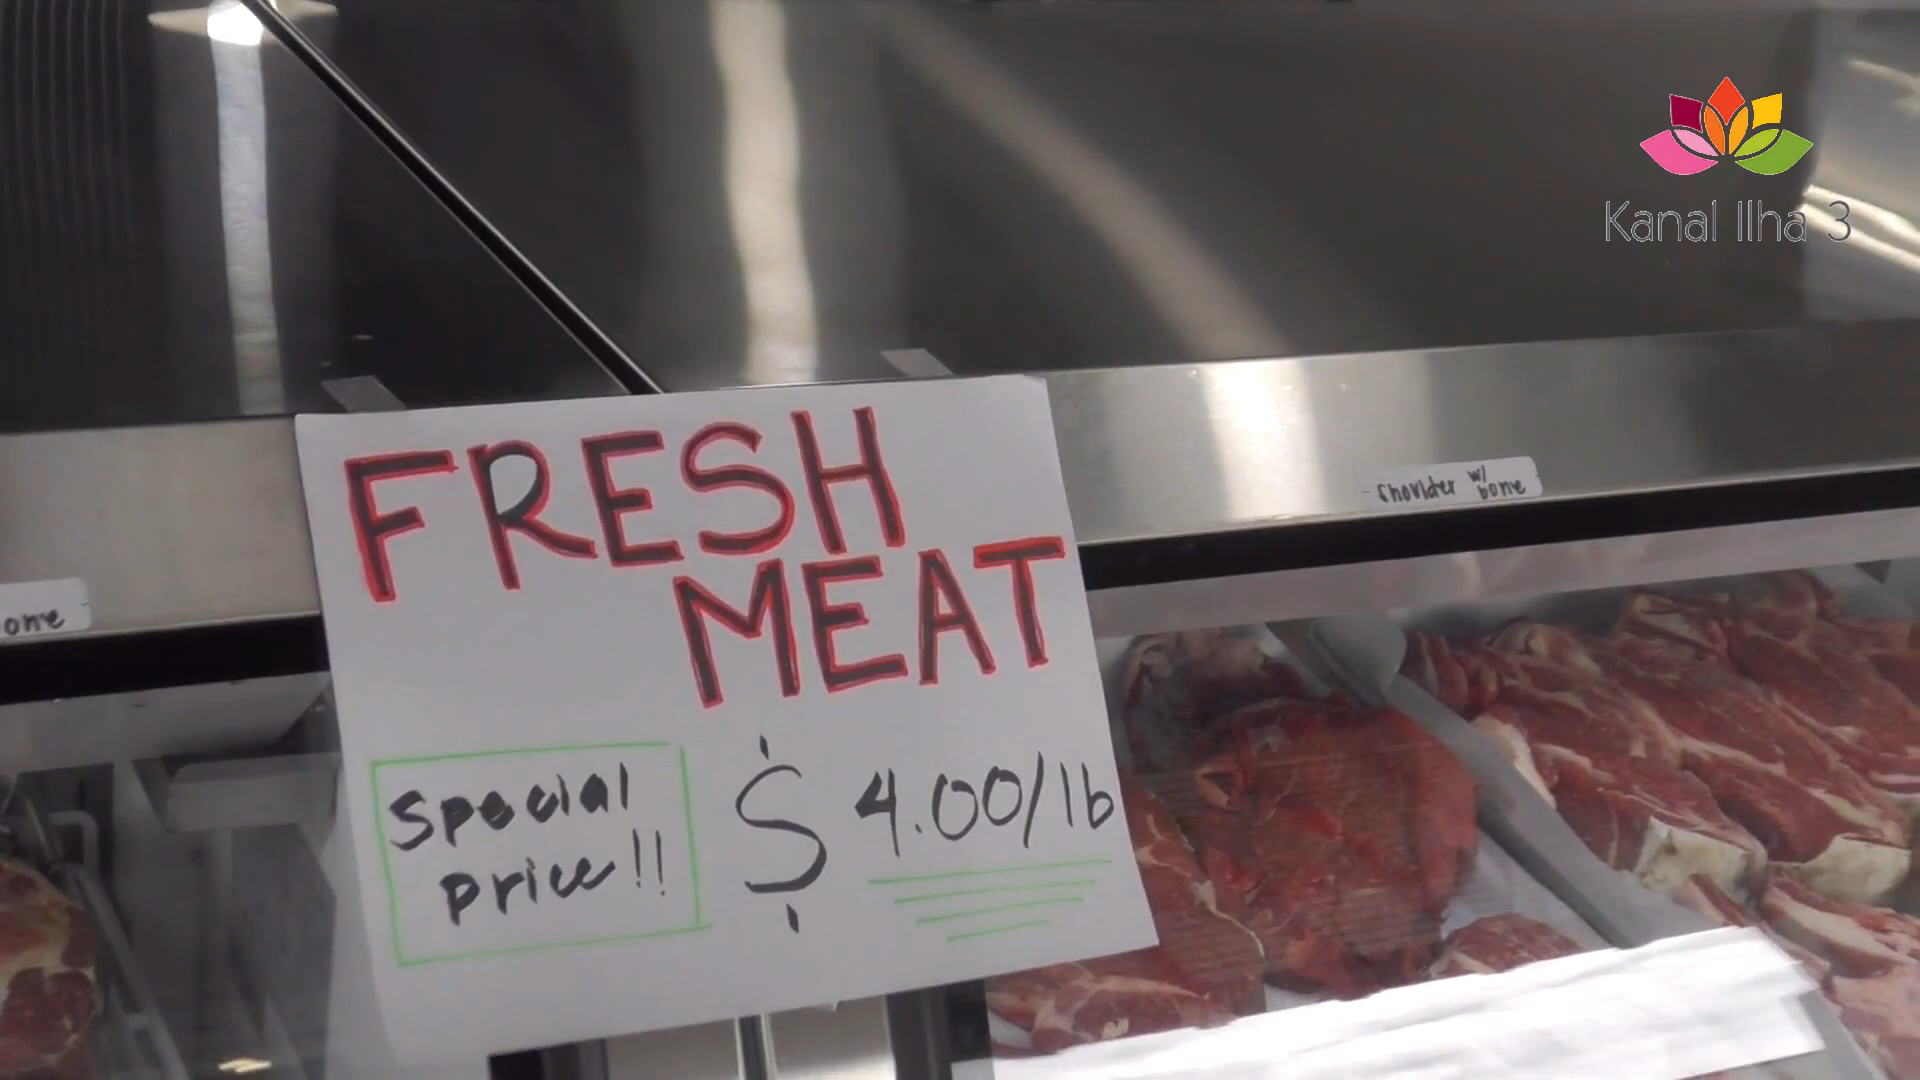 Kanal Ilha 3
FRESH
MEAT
special
price!!
$4.00/lb
shoulder w/
bone